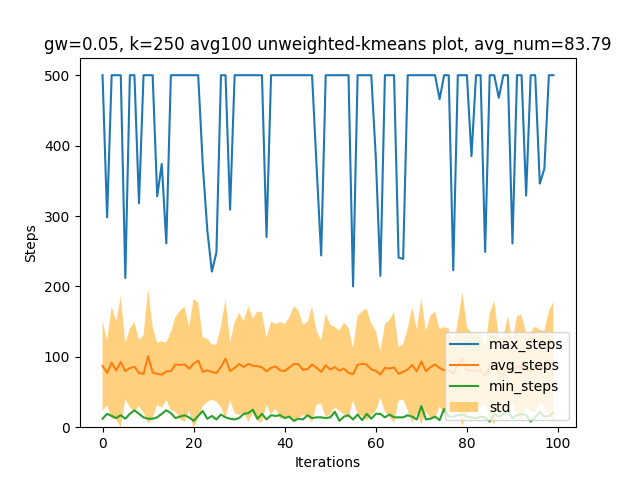 gw=0.05, k=250 avg100 unweighted-kmeans plot, avg_num=83.79
500
400
300
200
100
0
Steps
max_steps
avg_steps
min_steps
std
0 20 40 60 80 100
Iterations